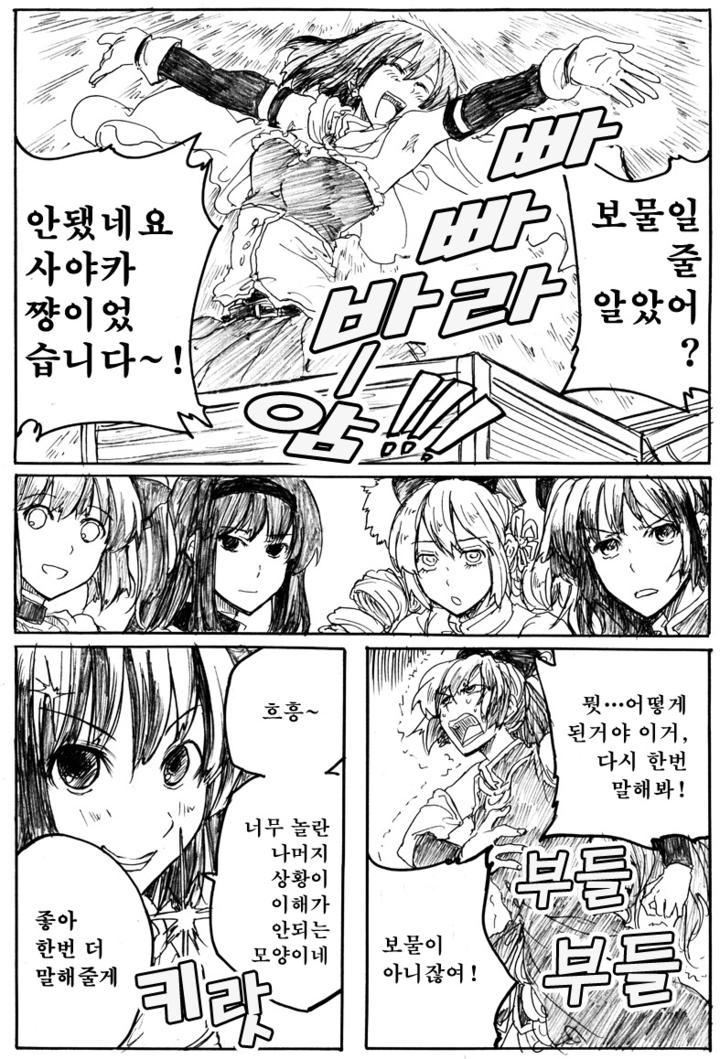 보물일
줄
알았어
?
빠
빠
바라
밤!!!!
안됐네요
사야카
쨩이었
습니다~!
뭣…어떻게
된거야 이거,
다시 한번
말해봐!
부들
부들
보물이
아니잖여!
흐흥~
너무 놀란
나머지
상황이
이해가
안되는
모양이네
좋아
한번 더
말해줄게
키랏